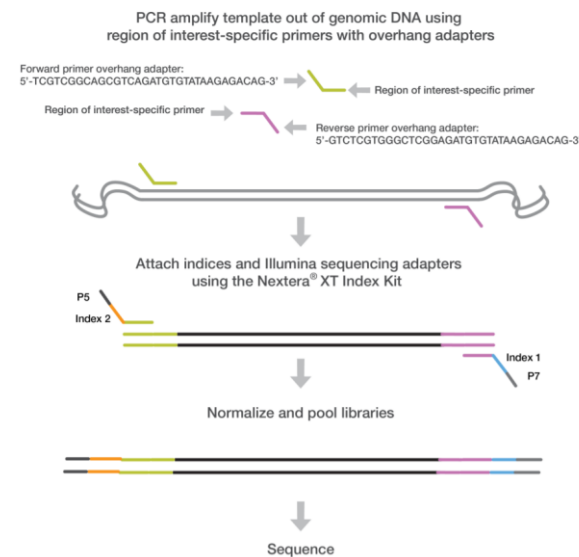 PCR amplify template out of genomic DNA using
region of interest-specific primers with overhang adapters
Forward primer overhang adapter:
5'-TCGTCGGCAGCGTCAGATGTGTATAAGAGACAG-3'
Region of interest-specific primer
Region of interest-specific primer
Reverse primer overhang adapter:
5'-GTCTCGTGGGCTCGGAGATGTGTATAAGAGACAG-3
Attach indices and Illumina sequencing adapters
using the Nextera® XT Index Kit
P5
Index 2
Index 1
P7
Normalize and pool libraries
Sequence